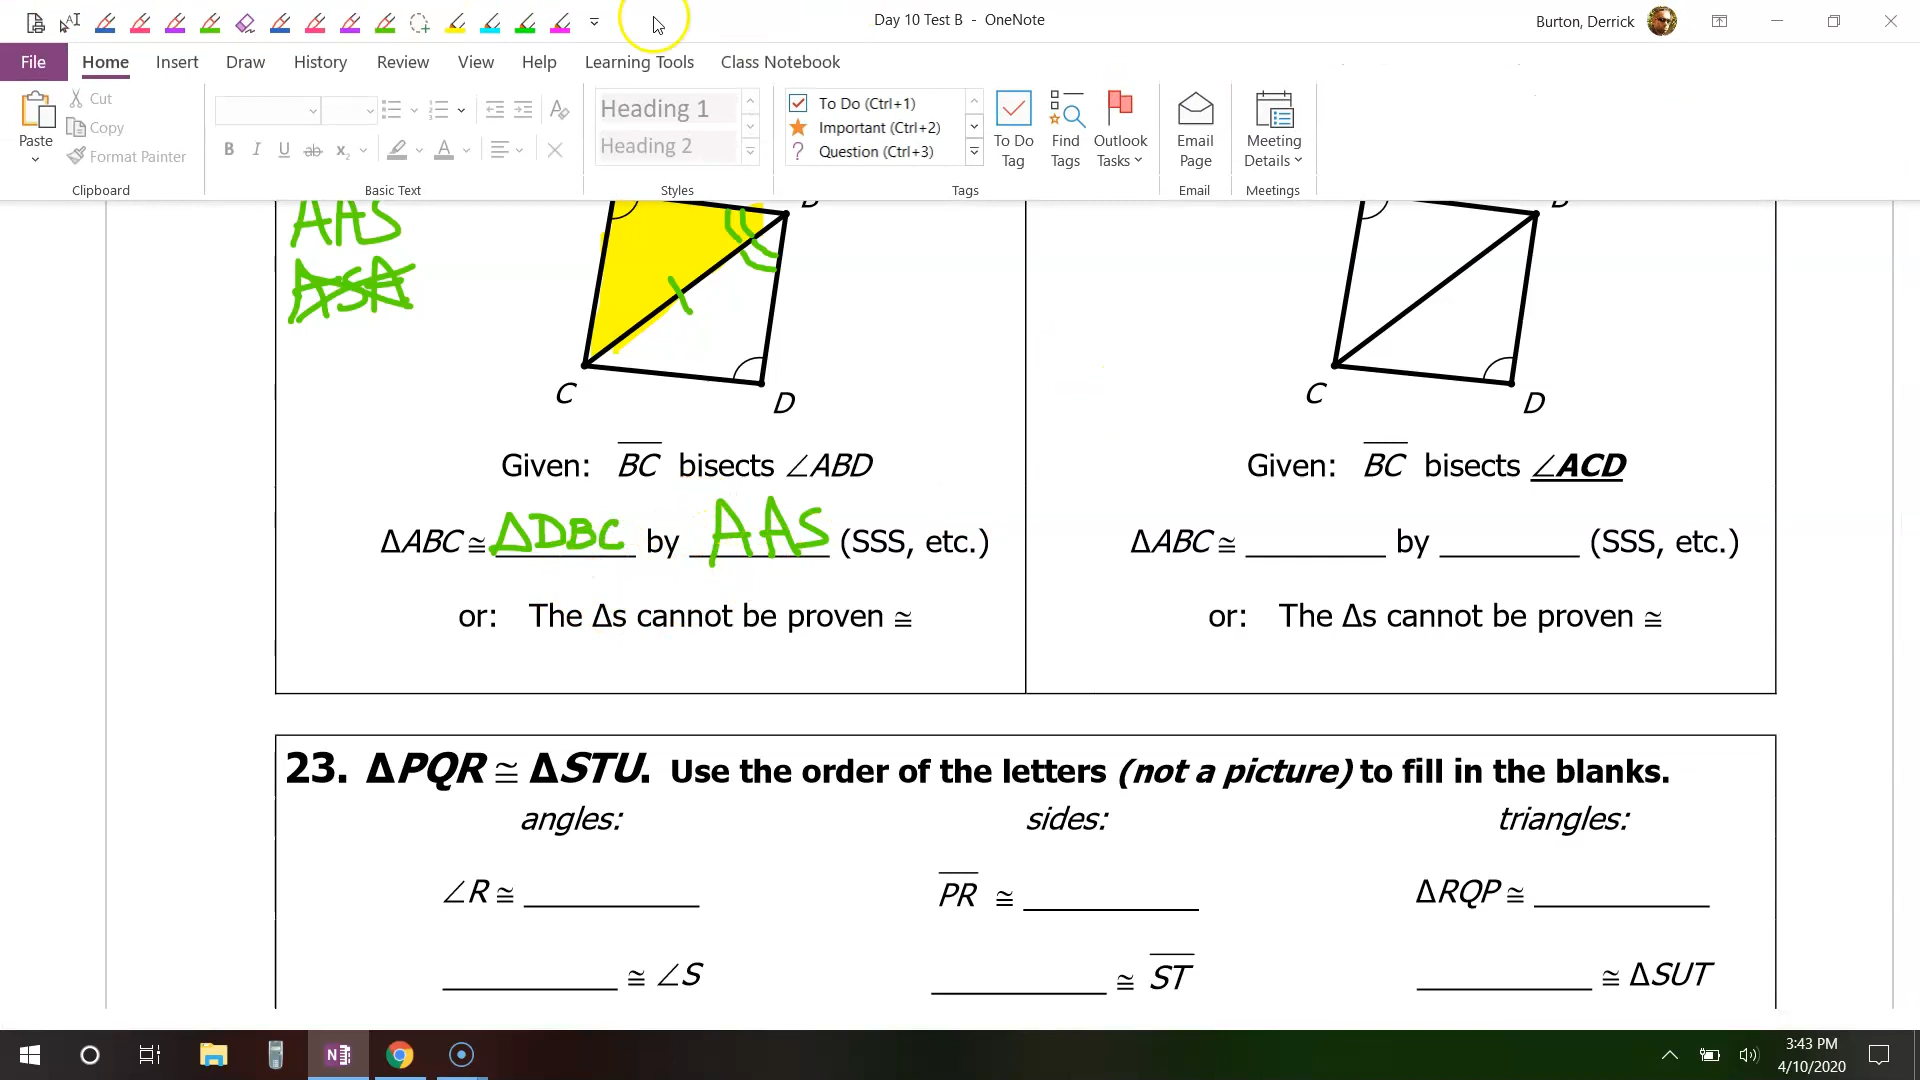 Day 10 Test B - OneNote
Burton, Derrick
File Home Insert Draw History Review View Help Learning Tools Class Notebook
Paste
Cut
Copy
Format Painter
Clipboard
B I U ab x₂ A
Basic Text
Heading 1
Heading 2
Styles
To Do (Ctrl+1)
Important (Ctrl+2)
? Question (Ctrl+3)
To Do Tag
Find Tags
Outlook Tasks
Tags
Email Page
Email
Meeting Details
Meetings
AAS
ASA
C
D
Given: BC bisects ∠ABD
ΔABC ≅ ΔDBC by AAS (SSS, etc.)
or: The Δs cannot be proven ≅
C
D
Given: BC bisects ∠ACD
ΔABC ≅ ________ by ________ (SSS, etc.)
or: The Δs cannot be proven ≅
23. ΔPQR ≅ ΔSTU. Use the order of the letters (not a picture) to fill in the blanks.
angles: sides: triangles:
∠R ≅ ________ PR ≅ ________ ΔRQP ≅ ________
________ ≅ ∠S ________ ≅ ST ________ ≅ ΔSUT
N
3:43 PM
4/10/2020